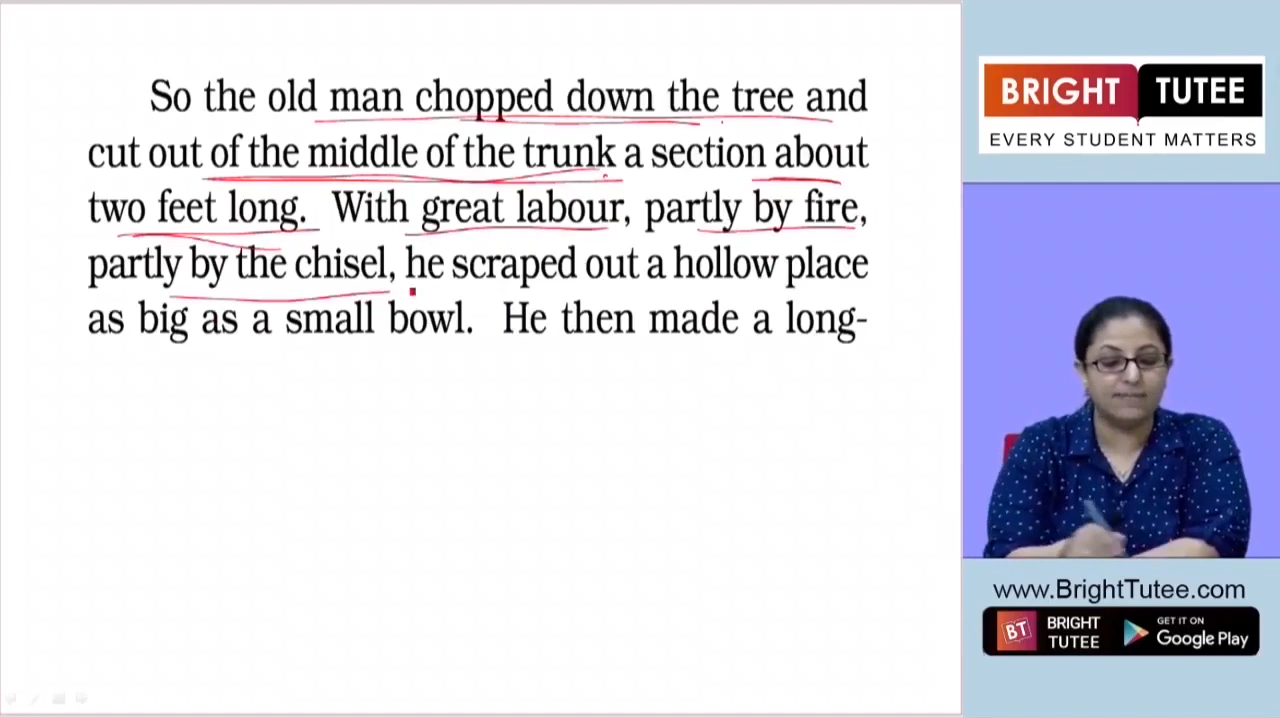 So the old man chopped down the tree and
cut out of the middle of the trunk a section about
two feet long. With great labour, partly by fire,
partly by the chisel, he scraped out a hollow place
as big as a small bowl. He then made a long-
BRIGHT TUTEE
EVERY STUDENT MATTERS
www.BrightTutee.com
BT
BRIGHT
TUTEE
GET IT ON
Google Play